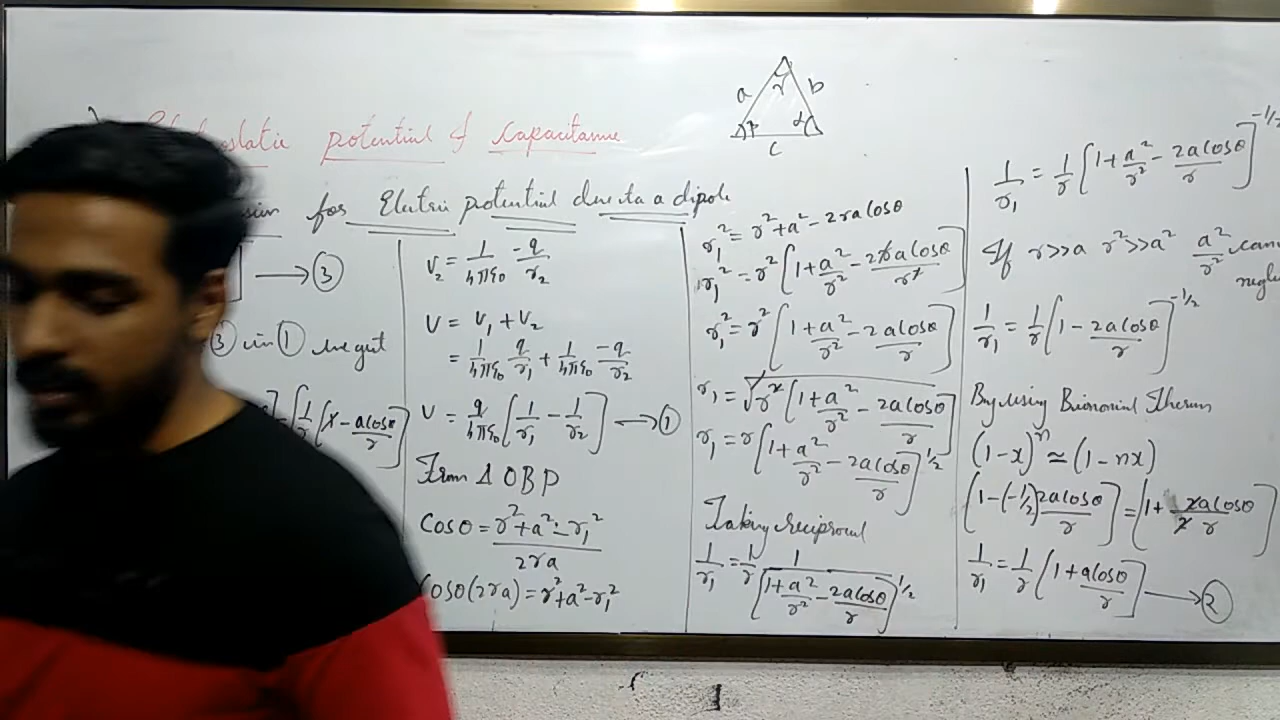 potential & Capacitance
for Electric potential due to a dipole
a γ b
c
] → ③
③ in ① we get
[1/r (1 - acosθ/r)]
V₂ = 1/4πε₀ -q/r₂
V = V₁ + V₂
= 1/4πε₀ q/r₁ + 1/4πε₀ -q/r₂
V = q/4πε₀ [1/r₁ - 1/r₂] → ①
From Δ OBP
Cosθ = r² + a² - r₁² / 2ra
Cosθ(2ra) = r² + a² - r₁²
r₁² = r² + a² - 2racosθ
r₁² = r² [1 + a²/r² - 2racosθ/r²]
r₁² = r² [1 + a²/r² - 2acosθ/r]
r₁ = √r² [1 + a²/r² - 2acosθ/r]
r₁ = r [1 + a²/r² - 2acosθ/r]^1/2
Taking reciprocal
1/r₁ = 1/r 1/[1 + a²/r² - 2acosθ/r]^1/2
1/r₁ = 1/r [1 + a²/r² - 2acosθ/r]^-1/2
If r>>a r²>>a² a²/r² can
negle
1/r₁ = 1/r [1 - 2acosθ/r]^-1/2
By using Binomial Theorem
(1-x)ⁿ ≃ (1-nx)
[1-(-1/2) 2acosθ/r] = [1 + 2acosθ/2r]
1/r₁ = 1/r [1 + acosθ/r] → ②